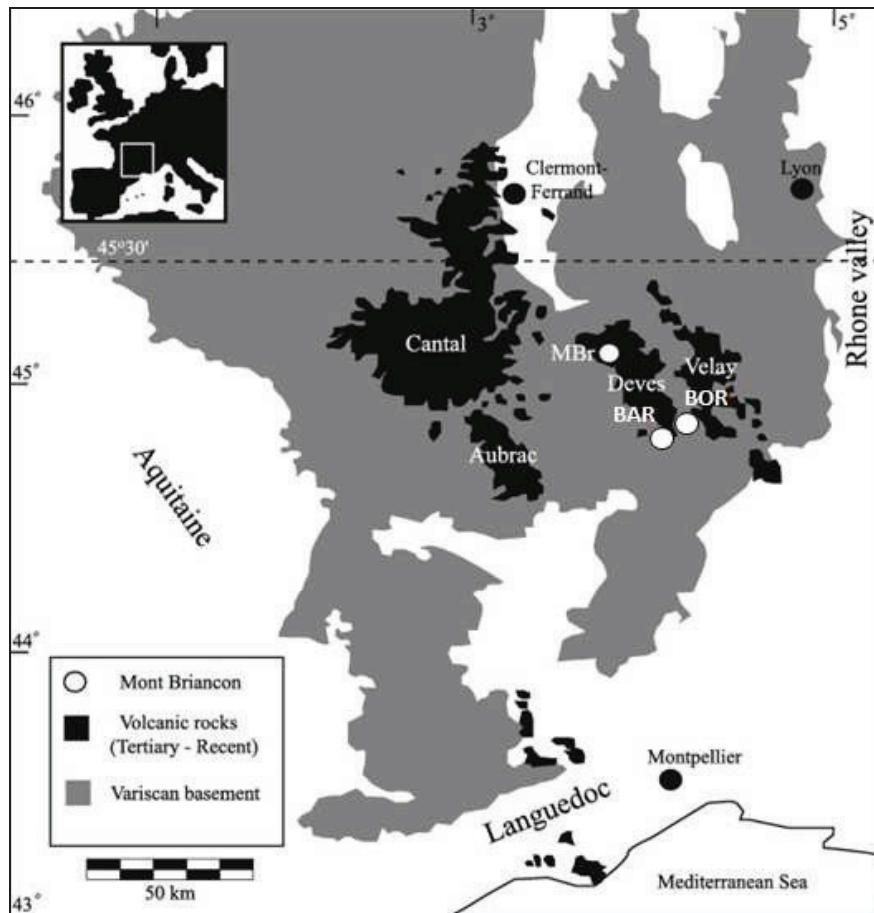 3°
5°
46°
Clermont-
Ferrand
Lyon
45°30'
Rhone valley
Cantal
MBr
Velay
45°
Deves
BOR
BAR
Aubrac
Aquitaine
44°
Mont Briancon
Volcanic rocks
(Tertiary - Recent)
Montpellier
Variscan basement
Languedoc
50 km
Mediterranean Sea
43°